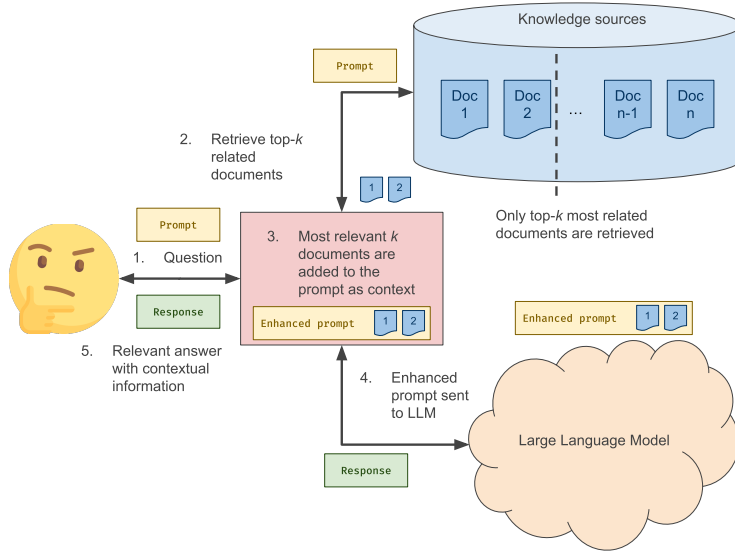 Knowledge sources
Prompt
Doc
1
Doc
2
...
Doc
n-1
Doc
n
2. Retrieve top-k
related
documents
1 2
Only top-k most related
documents are retrieved
Prompt
1. Question
Response
5. Relevant answer
with contextual
information
3. Most relevant k
documents are
added to the
prompt as context
Enhanced prompt 1 2
4. Enhanced
prompt sent
to LLM
Response
Enhanced prompt 1 2
Large Language Model